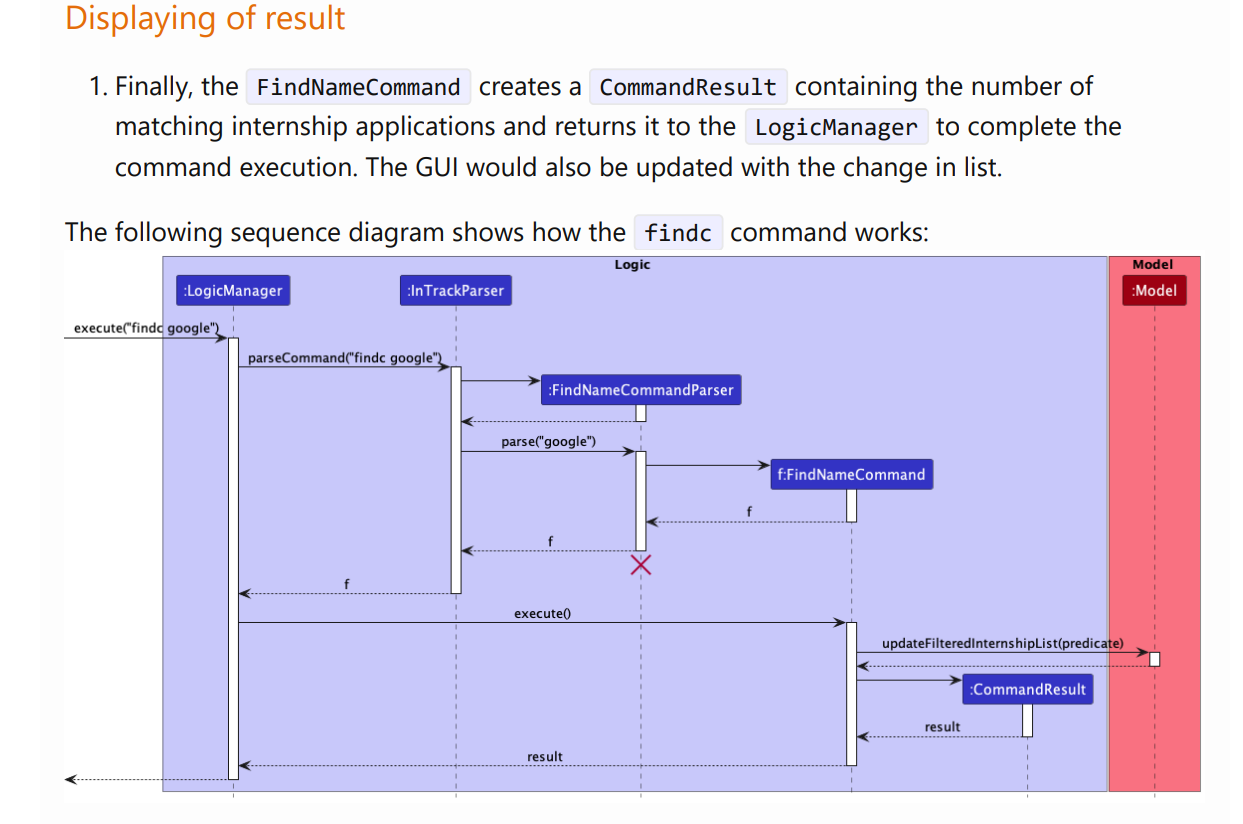 Displaying of result
1. Finally, the FindNameCommand creates a CommandResult containing the number of
matching internship applications and returns it to the LogicManager to complete the
command execution. The GUI would also be updated with the change in list.
The following sequence diagram shows how the findc command works:
Logic
Model
:LogicManager
:InTrackParser
:Model
execute("findc google")
parseCommand("findc google")
:FindNameCommandParser
parse("google")
f:FindNameCommand
f
f
f
execute()
updateFilteredInternshipList(predicate)
:CommandResult
result
result